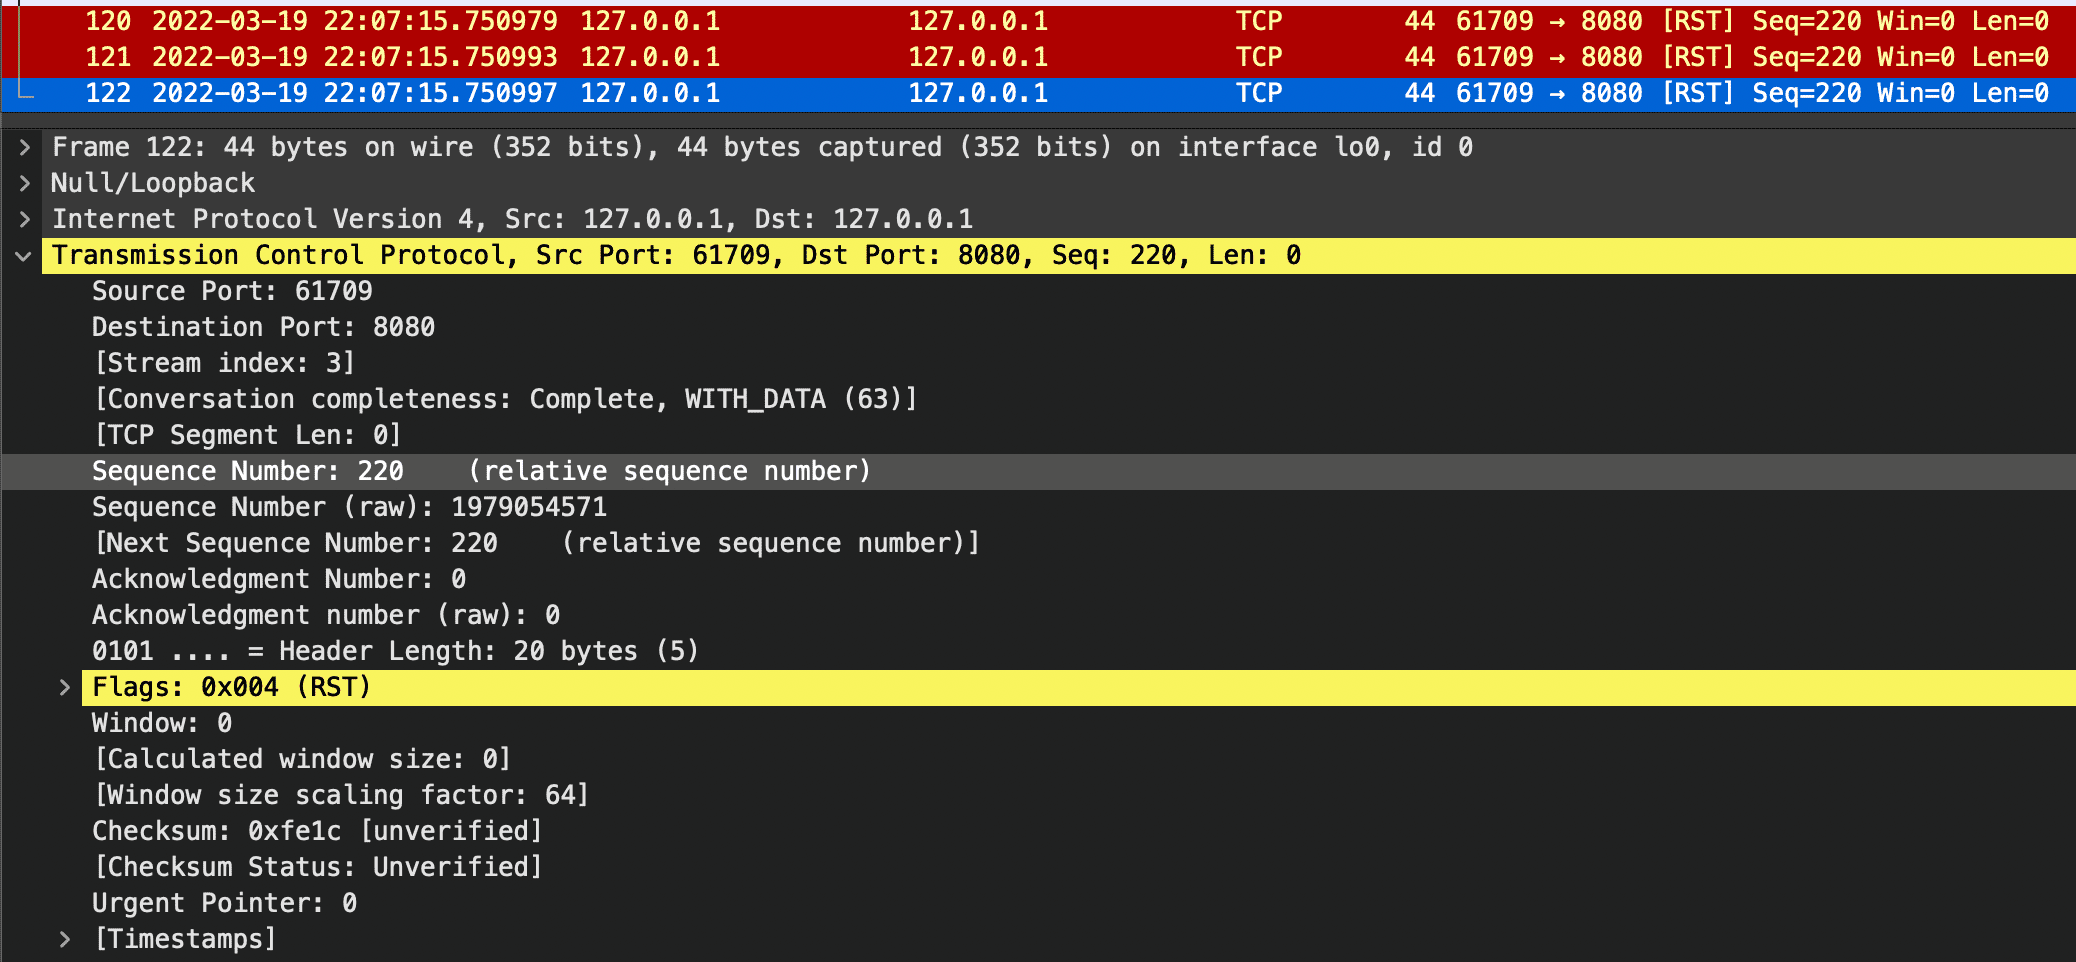 120 2022-03-19 22:07:15.750979 127.0.0.1 127.0.0.1 TCP 44 61709 → 8080 [RST] Seq=220 Win=0 Len=0
121 2022-03-19 22:07:15.750993 127.0.0.1 127.0.0.1 TCP 44 61709 → 8080 [RST] Seq=220 Win=0 Len=0
122 2022-03-19 22:07:15.750997 127.0.0.1 127.0.0.1 TCP 44 61709 → 8080 [RST] Seq=220 Win=0 Len=0
Frame 122: 44 bytes on wire (352 bits), 44 bytes captured (352 bits) on interface lo0, id 0
Null/Loopback
Internet Protocol Version 4, Src: 127.0.0.1, Dst: 127.0.0.1
Transmission Control Protocol, Src Port: 61709, Dst Port: 8080, Seq: 220, Len: 0
Source Port: 61709
Destination Port: 8080
[Stream index: 3]
[Conversation completeness: Complete, WITH_DATA (63)]
[TCP Segment Len: 0]
Sequence Number: 220    (relative sequence number)
Sequence Number (raw): 1979054571
[Next Sequence Number: 220    (relative sequence number)]
Acknowledgment Number: 0
Acknowledgment number (raw): 0
0101 .... = Header Length: 20 bytes (5)
Flags: 0x004 (RST)
Window: 0
[Calculated window size: 0]
[Window size scaling factor: 64]
Checksum: 0xfe1c [unverified]
[Checksum Status: Unverified]
Urgent Pointer: 0
[Timestamps]